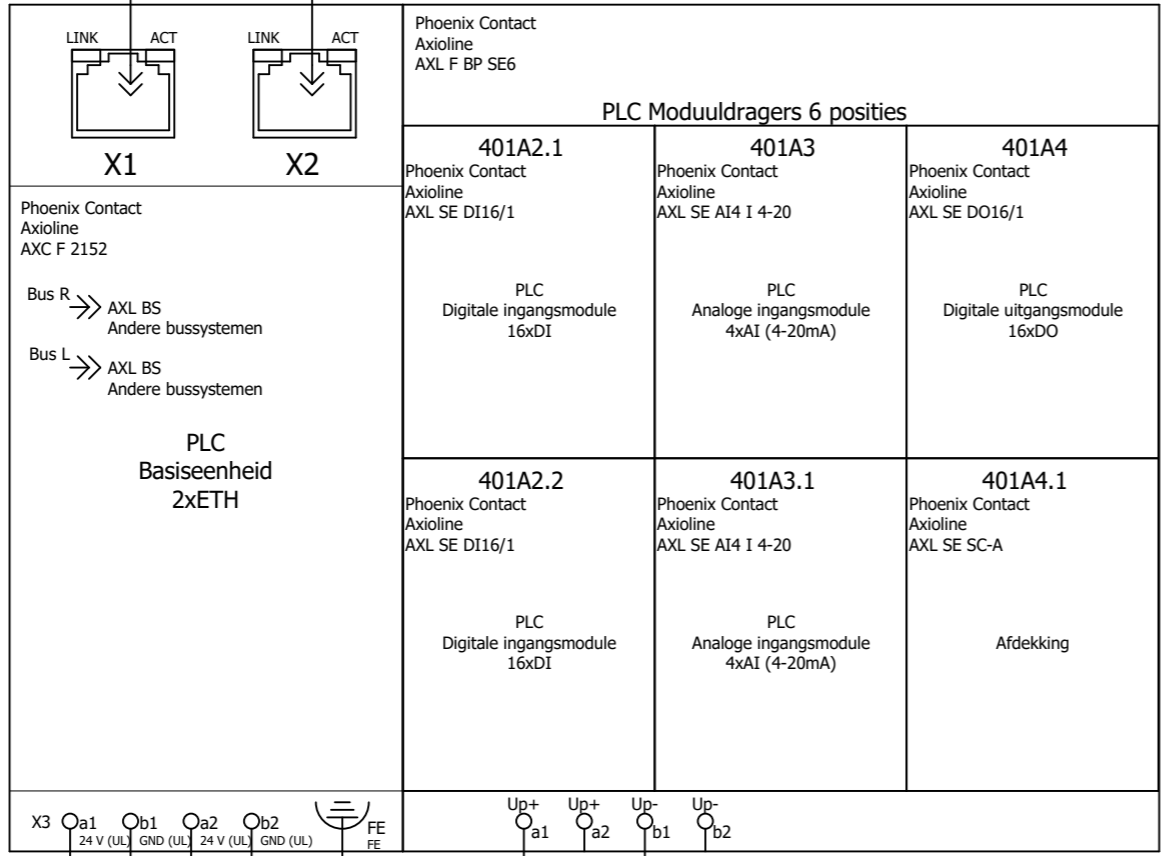 LINK ACT
LINK ACT
X1
X2
Phoenix Contact
Axioline
AXC F 2152
Bus R
AXL BS
Andere bussystemen
Bus L
AXL BS
Andere bussystemen
PLC
Basiseenheid
2xETH
X3 a1 b1 a2 b2 FE
24 V (UL) GND (UL) 24 V (UL) GND (UL) FE
Phoenix Contact
Axioline
AXL F BP SE6
PLC Moduuldragers 6 posities
401A2.1
Phoenix Contact
Axioline
AXL SE DI16/1
PLC
Digitale ingangsmodule
16xDI
401A3
Phoenix Contact
Axioline
AXL SE AI4 I 4-20
PLC
Analoge ingangsmodule
4xAI (4-20mA)
401A4
Phoenix Contact
Axioline
AXL SE DO16/1
PLC
Digitale uitgangsmodule
16xDO
401A2.2
Phoenix Contact
Axioline
AXL SE DI16/1
PLC
Digitale ingangsmodule
16xDI
401A3.1
Phoenix Contact
Axioline
AXL SE AI4 I 4-20
PLC
Analoge ingangsmodule
4xAI (4-20mA)
401A4.1
Phoenix Contact
Axioline
AXL SE SC-A
Afdekking
Up+ Up+ Up- Up-
a1 a2 b1 b2